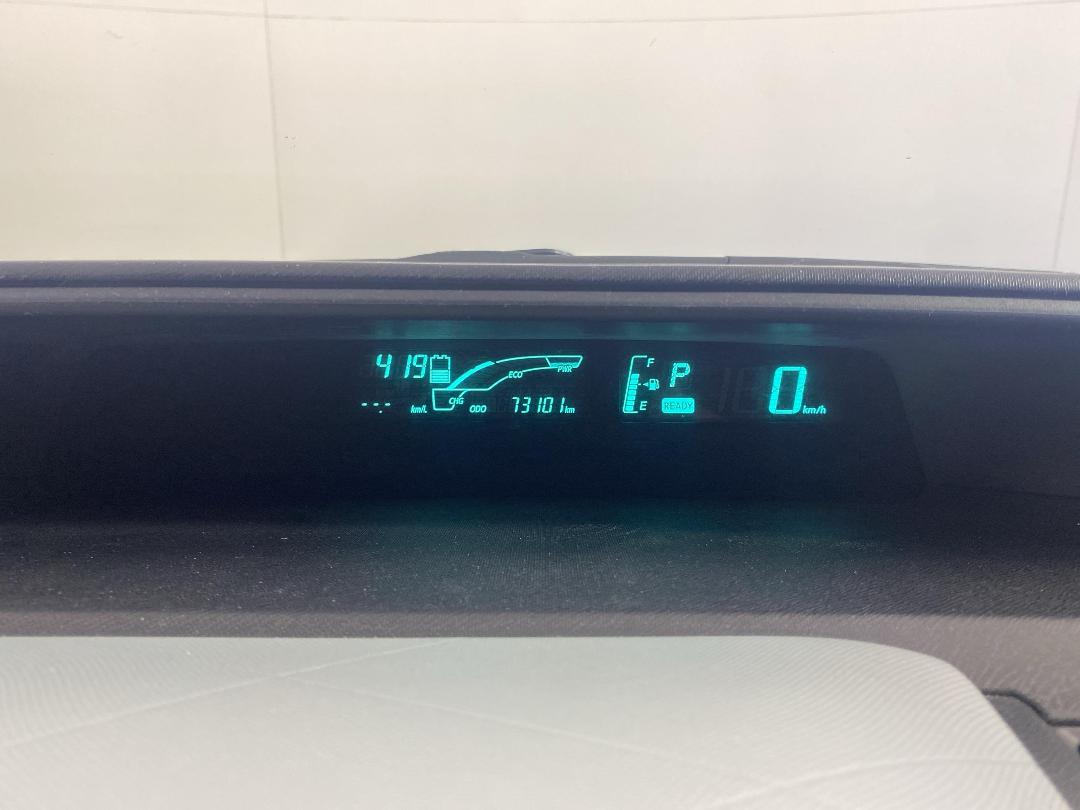 419 F P
ECO PWR 0 km/h
--.- km/L CHG ODO 73101 km E READY